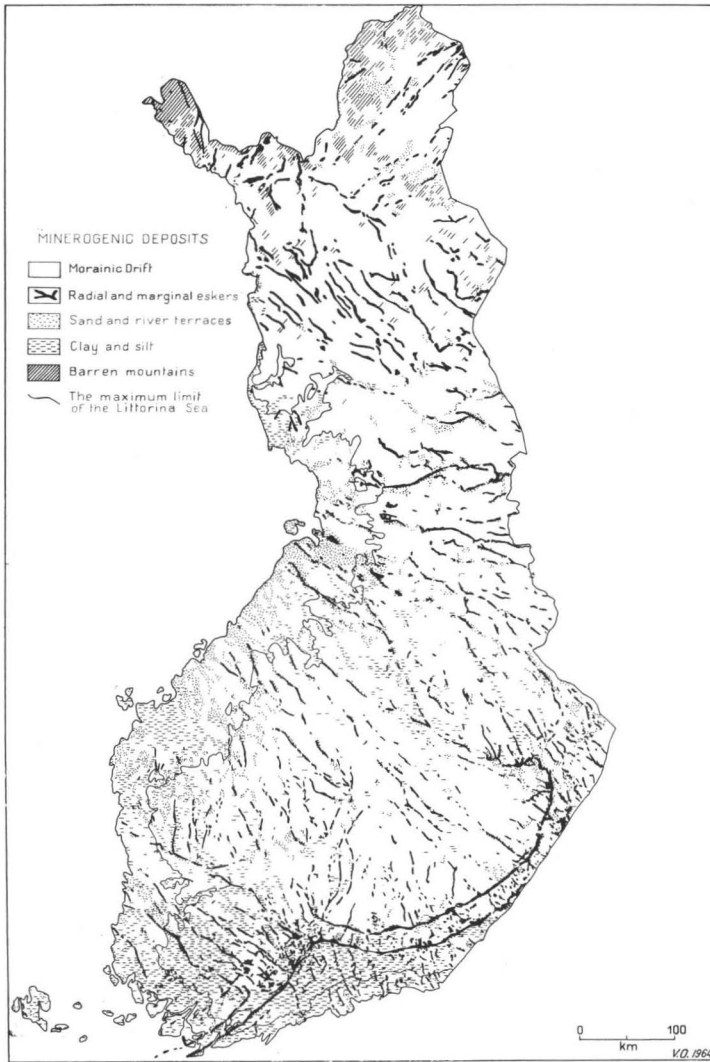 MINEROGENIC DEPOSITS
Morainic Drift
Radial and marginal eskers
Sand and river terraces
Clay and silt
Barren mountains
The maximum limit
of the Littorina Sea
0 100
km
V.O. 1964